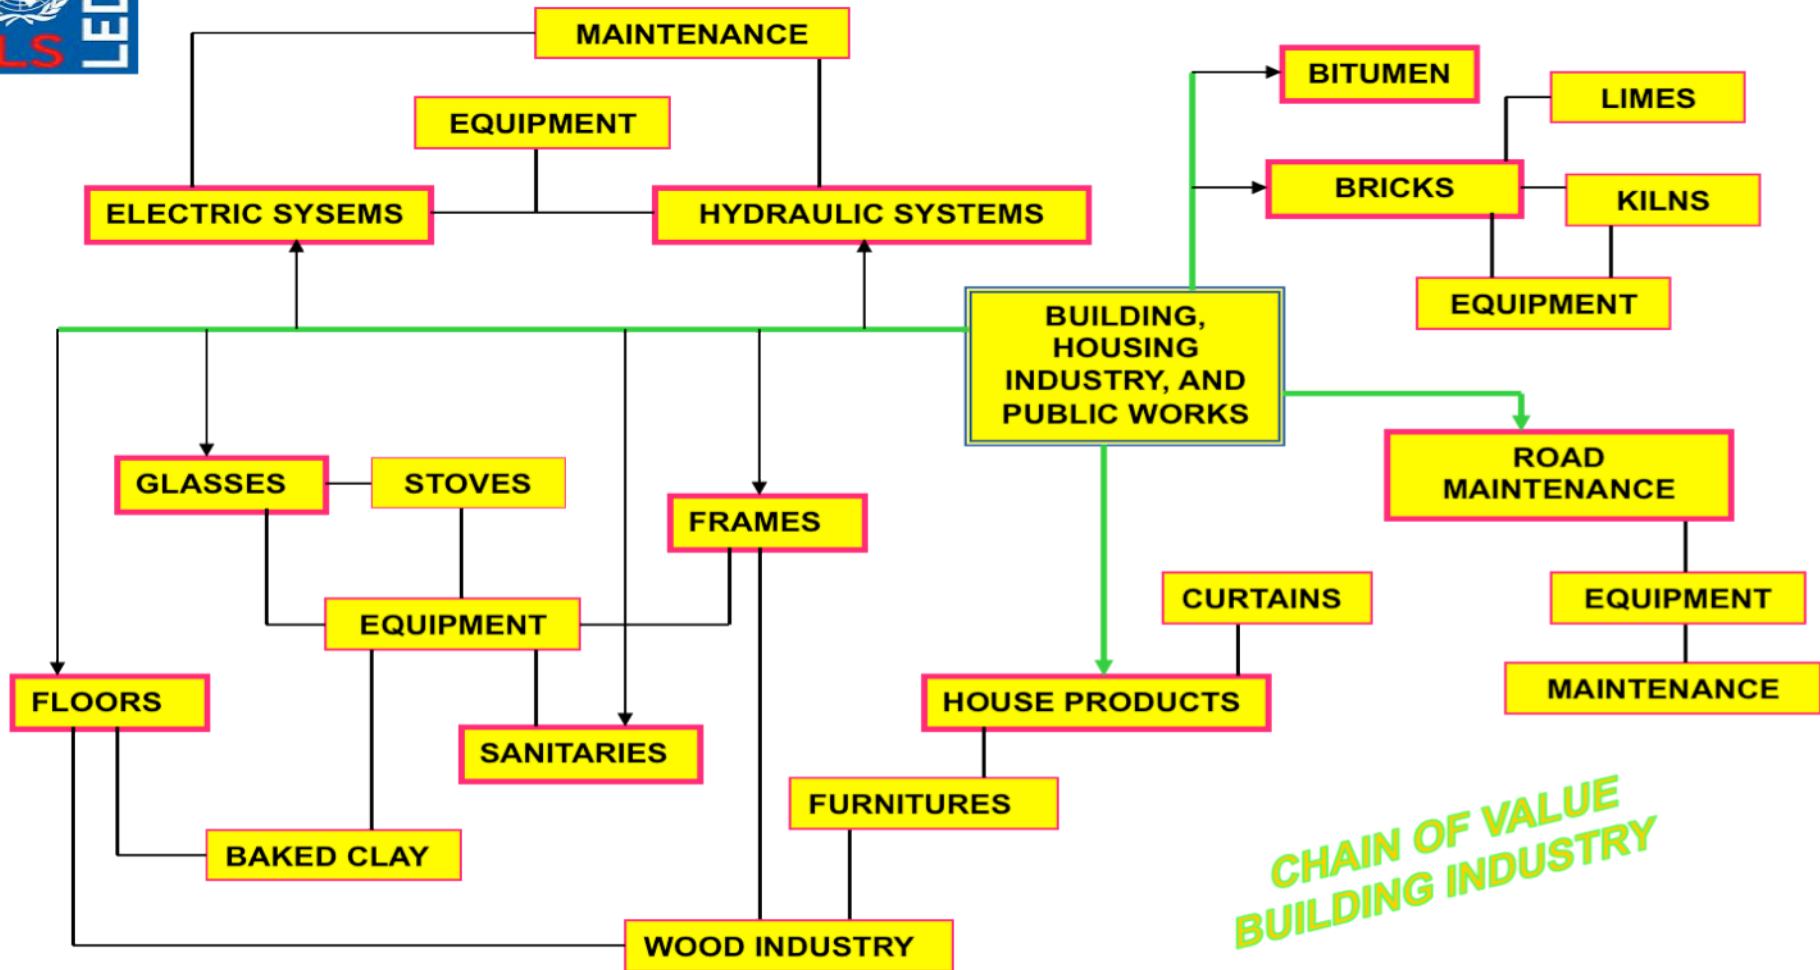 LS
LED
MAINTENANCE
EQUIPMENT
ELECTRIC SYSEMS
HYDRAULIC SYSTEMS
BITUMEN
LIMES
BRICKS
KILNS
EQUIPMENT
BUILDING,
HOUSING
INDUSTRY, AND
PUBLIC WORKS
ROAD
MAINTENANCE
EQUIPMENT
MAINTENANCE
GLASSES
STOVES
FRAMES
EQUIPMENT
CURTAINS
FLOORS
SANITARIES
HOUSE PRODUCTS
FURNITURES
BAKED CLAY
WOOD INDUSTRY
CHAIN OF VALUE
BUILDING INDUSTRY